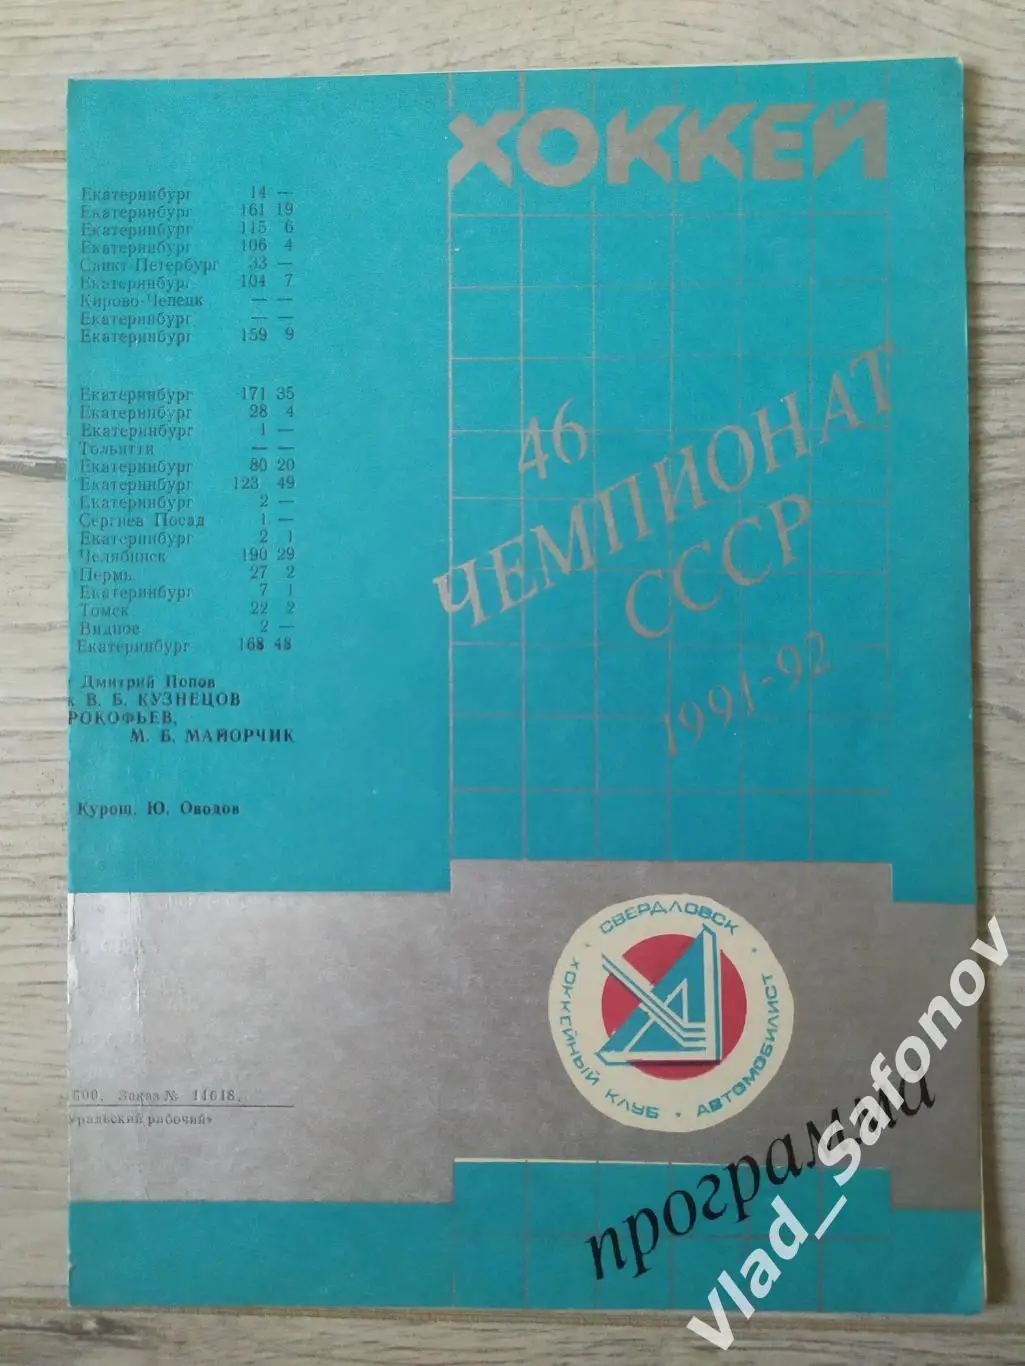 ХОККЕЙ
Екатеринбург 14 —
Екатеринбург 161 19
Екатеринбург 115 6
Екатеринбург 106 4
Санкт-Петербург 33 —
Екатеринбург 104 7
Кирово-Чепецк — —
Екатеринбург — —
Екатеринбург 159 9
Екатеринбург 171 35
Екатеринбург 28 4
Екатеринбург 1 —
Тольятти — —
Екатеринбург 80 20
Екатеринбург 123 49
Екатеринбург 2 —
Сергиев Посад 1 —
Екатеринбург 2 1
Челябинск 190 29
Пермь 27 2
Екатеринбург 7 1
Томск 22 2
Видное 2 —
Екатеринбург 168 48
Дмитрий Попов
к В. Б. КУЗНЕЦОВ
РОКОФЬЕВ,
М. Б. МАЙОРЧИК
Курош, Ю. Оводов
46
ЧЕМПИОНАТ
СССР
1991-92
СВЕРДЛОВСК
ХОККЕЙНЫЙ КЛУБ • АВТОМОБИЛИСТ
500. Заказ № 11618.
Уральский рабочий»
программа
vlad_safonov